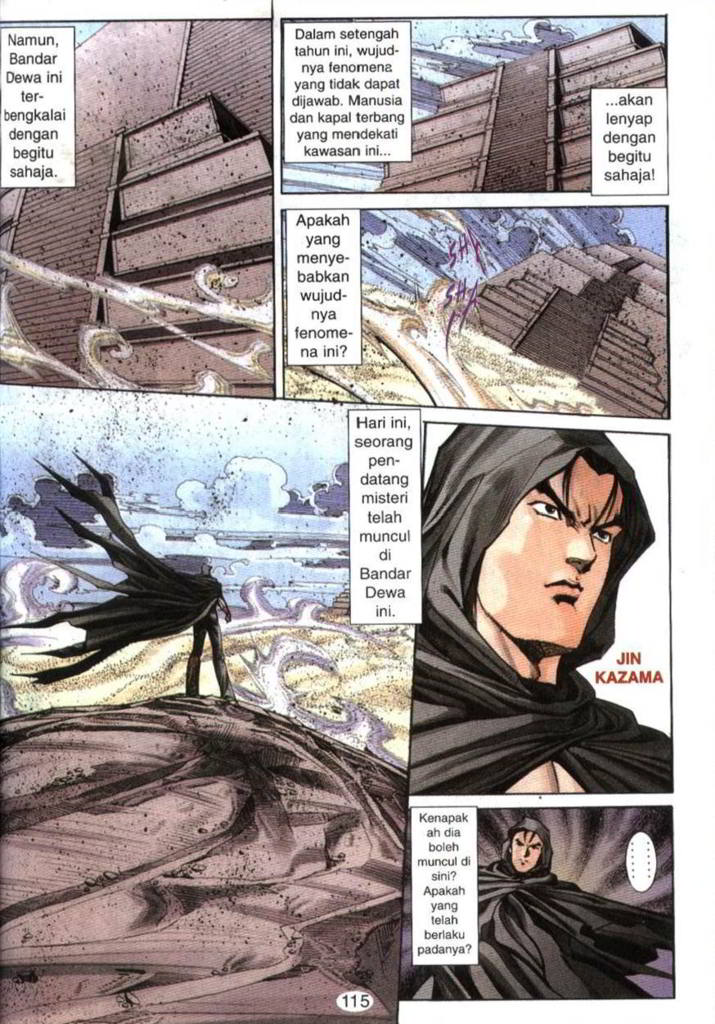 Namun,
Bandar
Dewa ini
ter-
bengkalai
dengan
begitu
sahaja.
Dalam setengah
tahun ini, wujud-
nya fenomena
yang tidak dapat
dijawab. Manusia
dan kapal terbang
yang mendekati
kawasan ini...
...akan
lenyap
dengan
begitu
sahaja!
Apakah
yang
menye-
babkan
wujud-
nya
fenome-
na ini?
Hari ini,
seorang
pen-
datang
misteri
telah
muncul
di
Bandar
Dewa
ini.
JIN
KAZAMA
Kenapak
ah dia
boleh
muncul di
sini?
Apakah
yang
telah
berlaku
padanya?
115